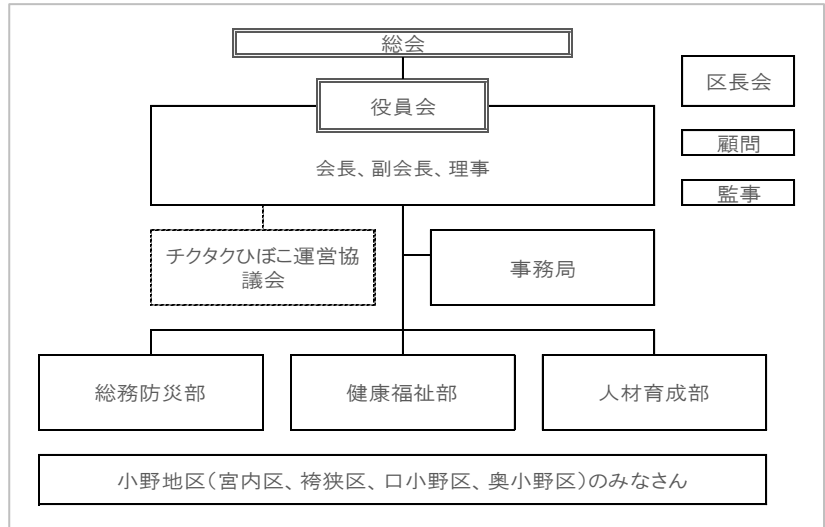 総会
役員会
区長会
会長、副会長、理事
顧問
監事
チクタクひぼこ運営協
議会
事務局
総務防災部
健康福祉部
人材育成部
小野地区(宮内区、袴狭区、口小野区、奥小野区)のみなさん